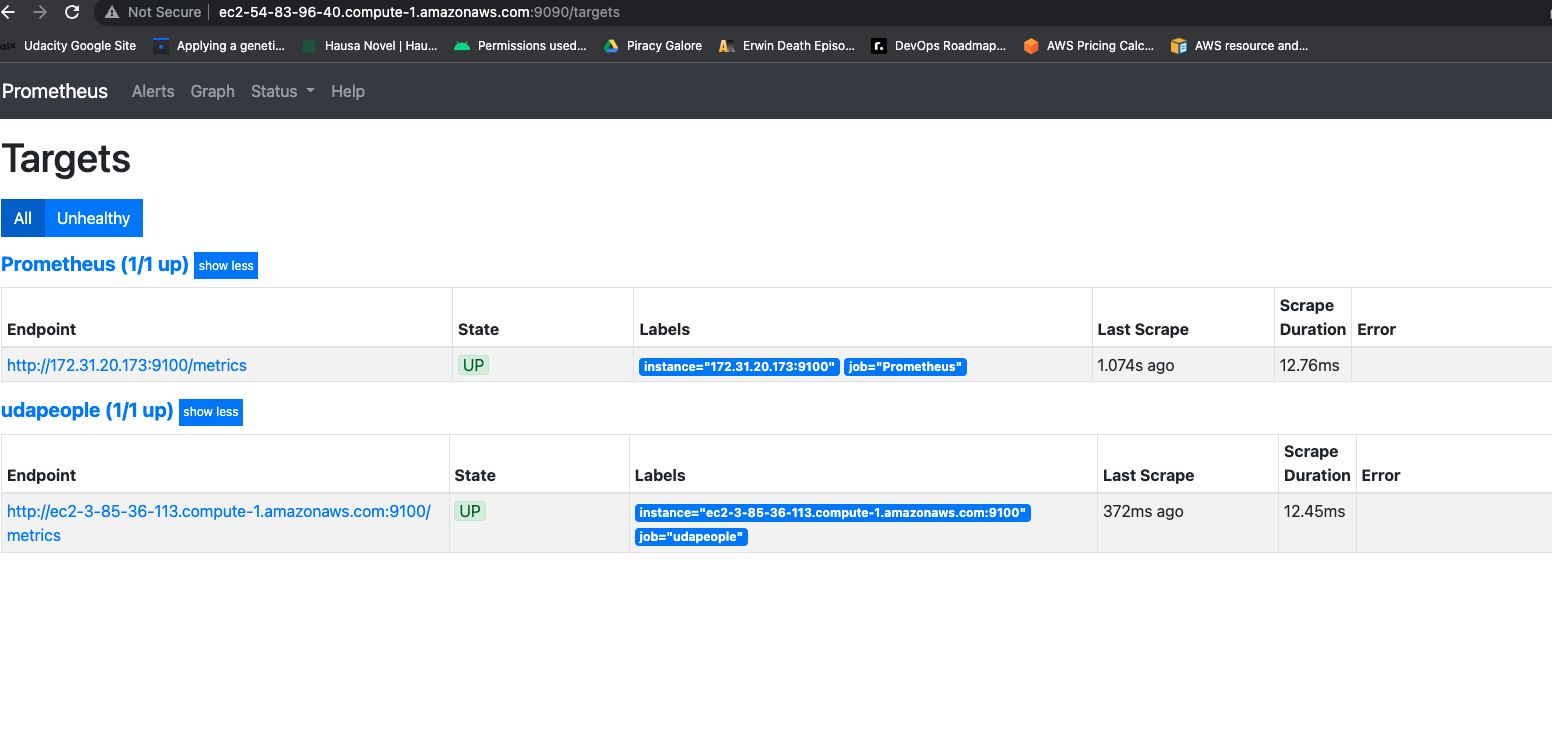 Not Secure ec2-54-83-96-40.compute-1.amazonaws.com:9090/targets
Udacity Google Site Applying a geneti... Hausa Novel | Hau... Permissions used... Piracy Galore Erwin Death Episo... DevOps Roadmap... AWS Pricing Calc... AWS resource and...
Prometheus Alerts Graph Status Help
Targets
All Unhealthy
Prometheus (1/1 up) show less
Endpoint State Labels Last Scrape Scrape Duration Error
http://172.31.20.173:9100/metrics UP instance="172.31.20.173:9100" job="Prometheus" 1.074s ago 12.76ms
udapeople (1/1 up) show less
Endpoint State Labels Last Scrape Scrape Duration Error
http://ec2-3-85-36-113.compute-1.amazonaws.com:9100/ UP instance="ec2-3-85-36-113.compute-1.amazonaws.com:9100" 372ms ago 12.45ms
metrics job="udapeople"